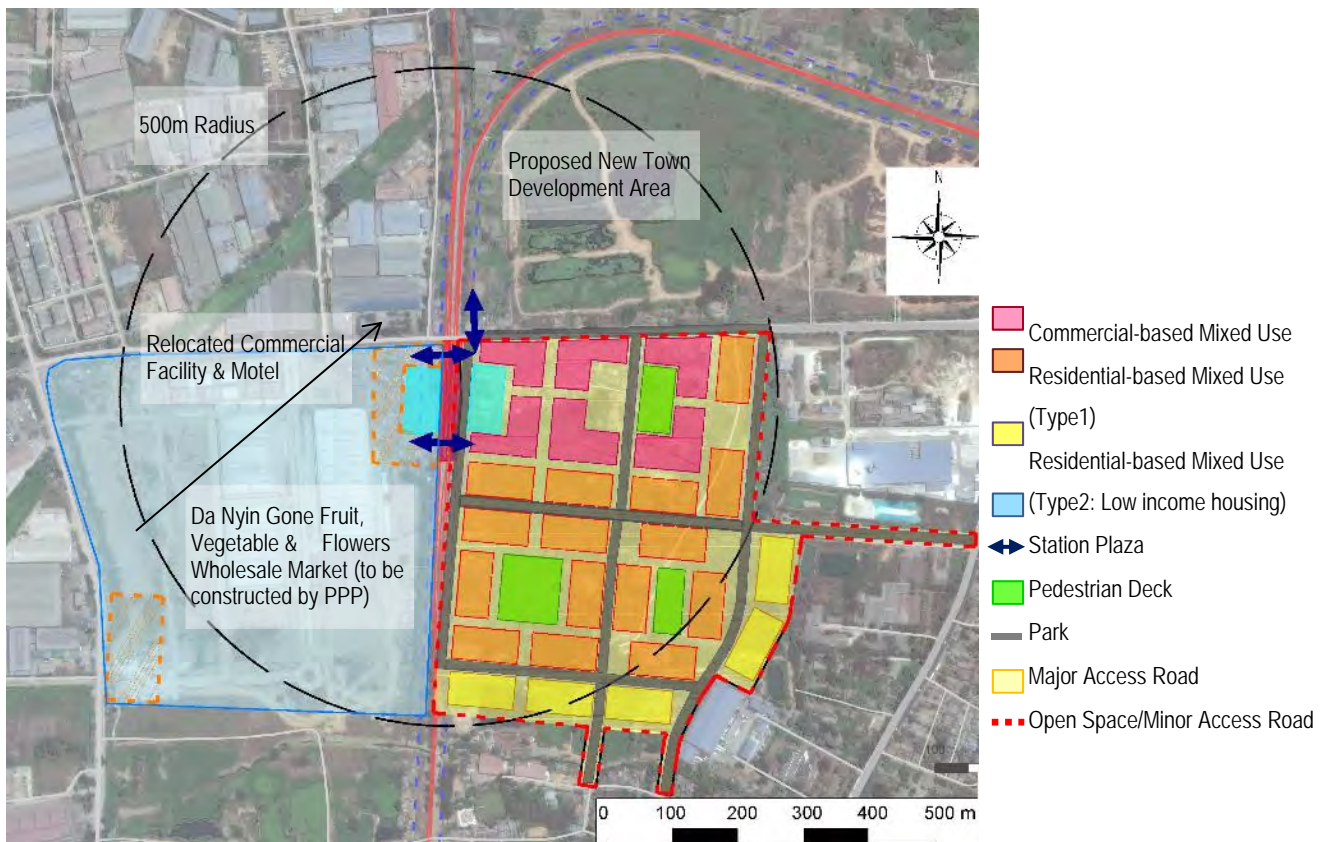 500m Radius
Proposed New Town
Development Area
N
Relocated Commercial
Facility & Motel
Da Nyin Gone Fruit,
Vegetable & Flowers
Wholesale Market (to be
constructed by PPP)
Commercial-based Mixed Use
Residential-based Mixed Use
(Type1)
Residential-based Mixed Use
(Type2: Low income housing)
Station Plaza
Pedestrian Deck
Park
Major Access Road
Open Space/Minor Access Road
100
0 100 200 300 400 500 m